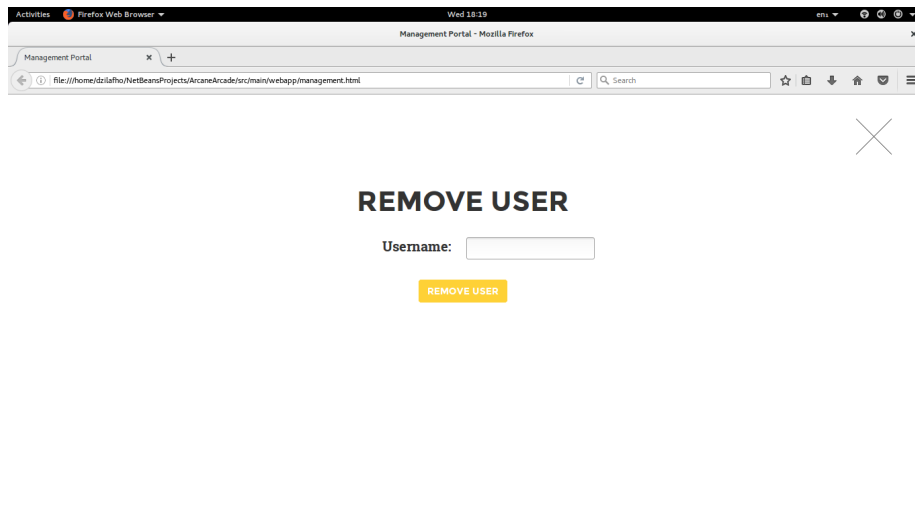 Activities Firefox Web Browser Wed 18:19 en₁
Management Portal - Mozilla Firefox
Management Portal
file:///home/dzilafho/NetBeansProjects/ArcaneArcade/src/main/webapp/management.html Search
REMOVE USER
Username:
REMOVE USER